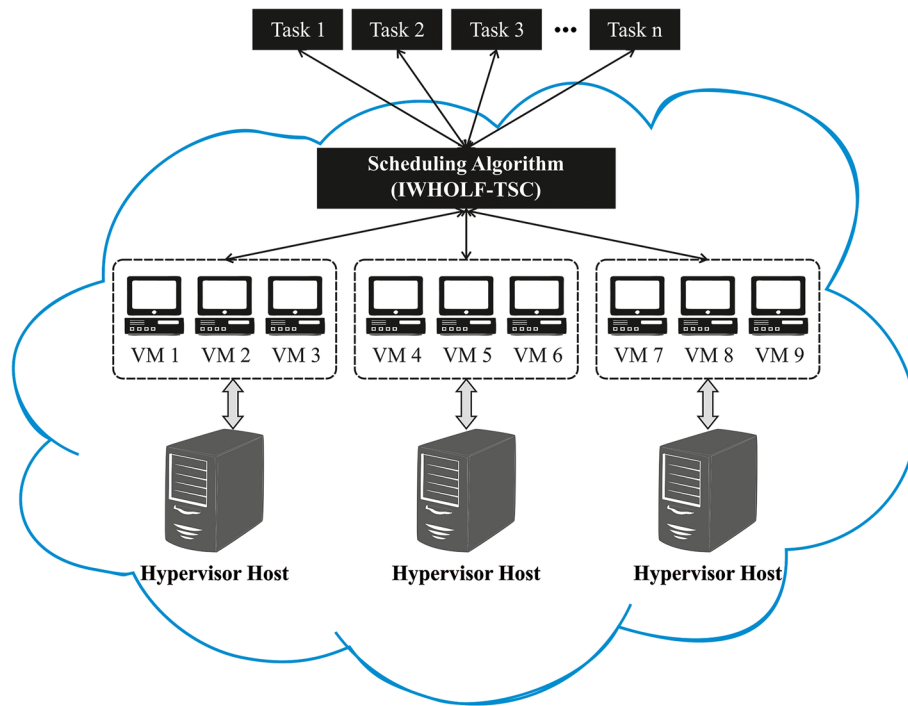 Task 1 Task 2 Task 3 ••• Task n
Scheduling Algorithm
(IWHOLF-TSC)
VM 1 VM 2 VM 3 VM 4 VM 5 VM 6 VM 7 VM 8 VM 9
Hypervisor Host Hypervisor Host Hypervisor Host